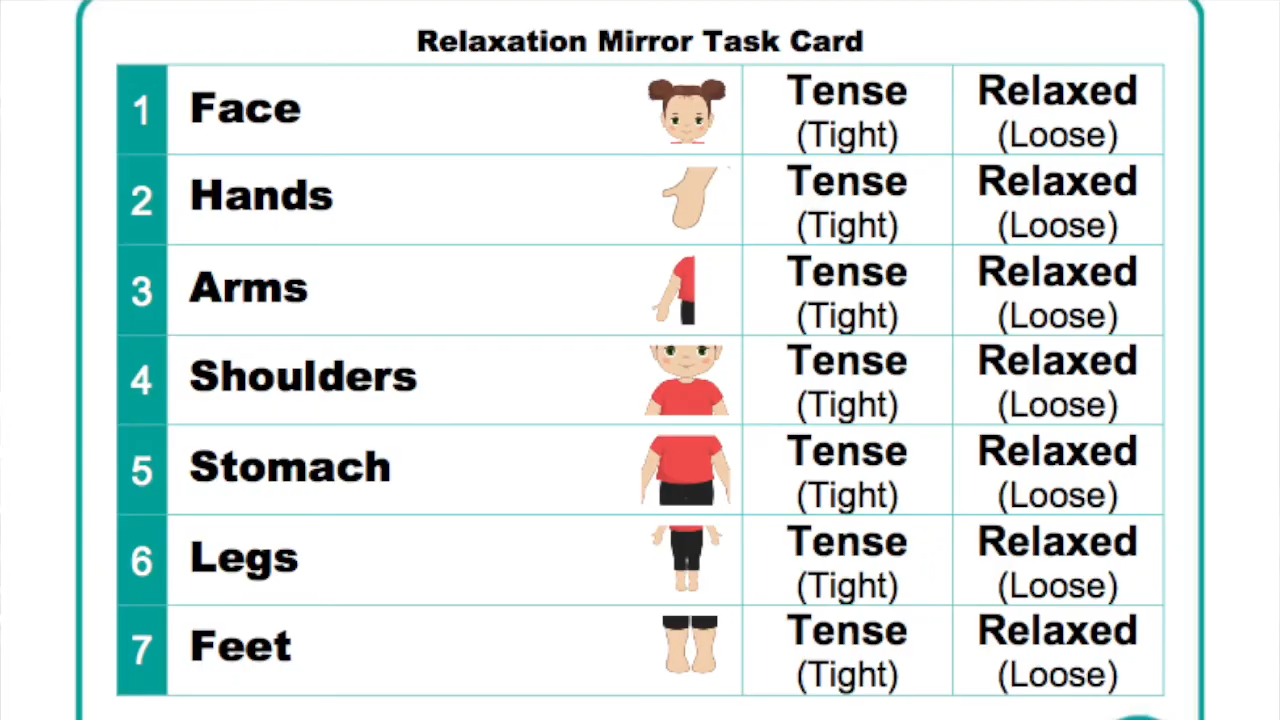 Relaxation Mirror Task Card
1 Face Tense Relaxed
(Tight) (Loose)
2 Hands Tense Relaxed
(Tight) (Loose)
3 Arms Tense Relaxed
(Tight) (Loose)
4 Shoulders Tense Relaxed
(Tight) (Loose)
5 Stomach Tense Relaxed
(Tight) (Loose)
6 Legs Tense Relaxed
(Tight) (Loose)
7 Feet Tense Relaxed
(Tight) (Loose)